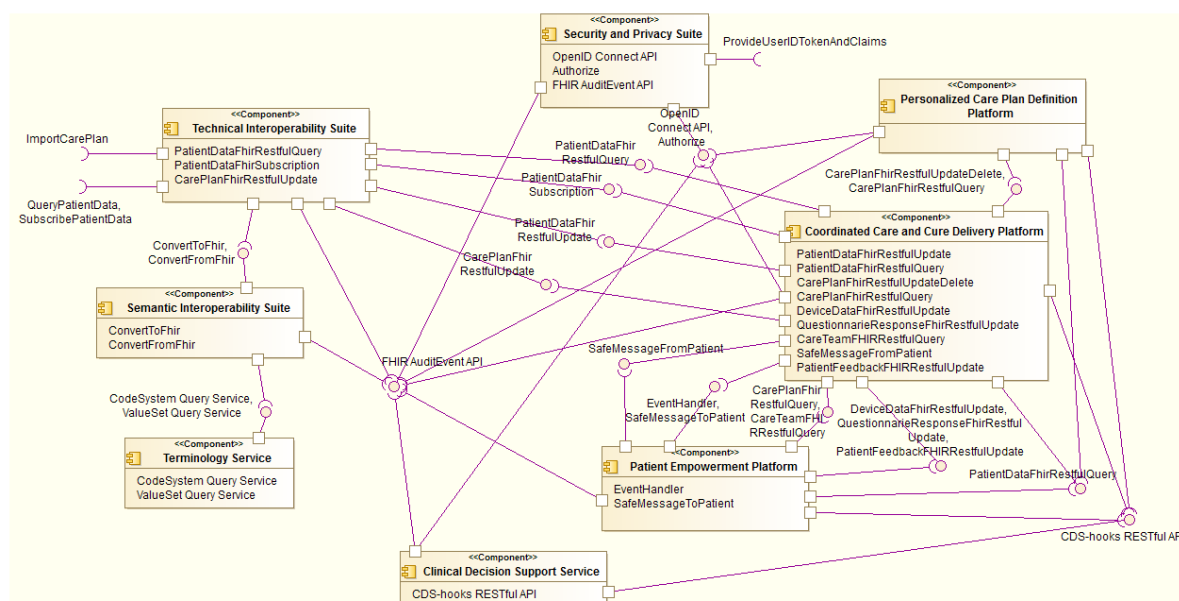 <<Component>>
Security and Privacy Suite
OpenID Connect API
Authorize
FHIR AuditEvent API
ProvideUserIDTokenAndClaims
<<Component>>
Personalized Care Plan Definition
Platform
<<Component>>
Technical Interoperability Suite
PatientDataFhirRestfulQuery
PatientDataFhirSubscription
CarePlanFhirRestfulUpdate
ImportCarePlan
QueryPatientData,
SubscribePatientData
OpenID
Connect API,
Authorize
PatientDataFhir
RestfulQuery
PatientDataFhir
Subscription
CarePlanFhirRestfulUpdateDelete,
CarePlanFhirRestfulQuery
PatientDataFhir
RestfulUpdate
CarePlanFhir
RestfulUpdate
ConvertToFhir,
ConvertFromFhir
<<Component>>
Coordinated Care and Cure Delivery Platform
PatientDataFhirRestfulUpdate
PatientDataFhirRestfulQuery
CarePlanFhirRestfulUpdateDelete
CarePlanFhirRestfulQuery
DeviceDataFhirRestfulUpdate
QuestionnarieResponseFhirRestfulUpdate
CareTeamFHIRRestfulQuery
SafeMessageFromPatient
PatientFeedbackFHIRRestfulUpdate
<<Component>>
Semantic Interoperability Suite
ConvertToFhir
ConvertFromFhir
FHIR AuditEvent API
SafeMessageFromPatient
EventHandler,
SafeMessageToPatient
CarePlanFhir
RestfulQuery,
CareTeamFHI
RRestfulQuery
DeviceDataFhirRestfulUpdate,
QuestionnarieResponseFhirRestful
Update,
PatientFeedbackFHIRRestfulUpdate
CodeSystem Query Service,
ValueSet Query Service
<<Component>>
Terminology Service
CodeSystem Query Service
ValueSet Query Service
<<Component>>
Patient Empowerment Platform
EventHandler
SafeMessageToPatient
PatientDataFhirRestfulQuery
CDS-hooks RESTful AP
<<Component>>
Clinical Decision Support Service
CDS-hooks RESTful API